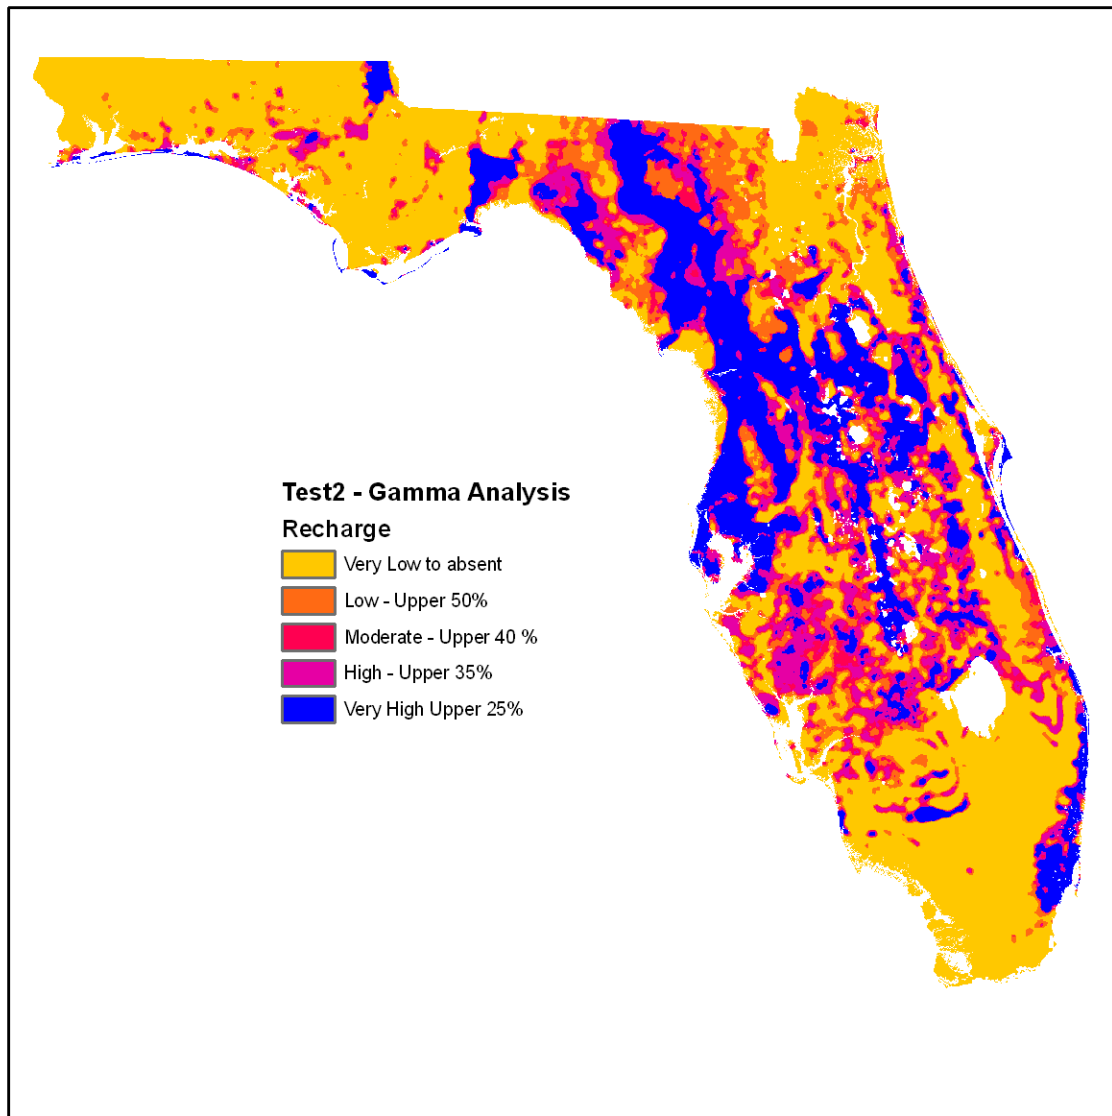 Test2 - Gamma Analysis
Recharge
Very Low to absent
Low - Upper 50%
Moderate - Upper 40 %
High - Upper 35%
Very High Upper 25%